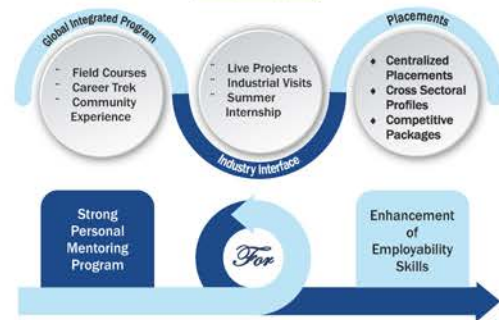 Global Integrated Program
- Field Courses
- Career Trek
- Community
Experience
- Live Projects
- Industrial Visits
- Summer
Internship
Industry Interface
Placements
♦ Centralized
Placements
♦ Cross Sectoral
Profiles
♦ Competitive
Packages
Strong
Personal
Mentoring
Program
For
Enhancement
of
Employability
Skills